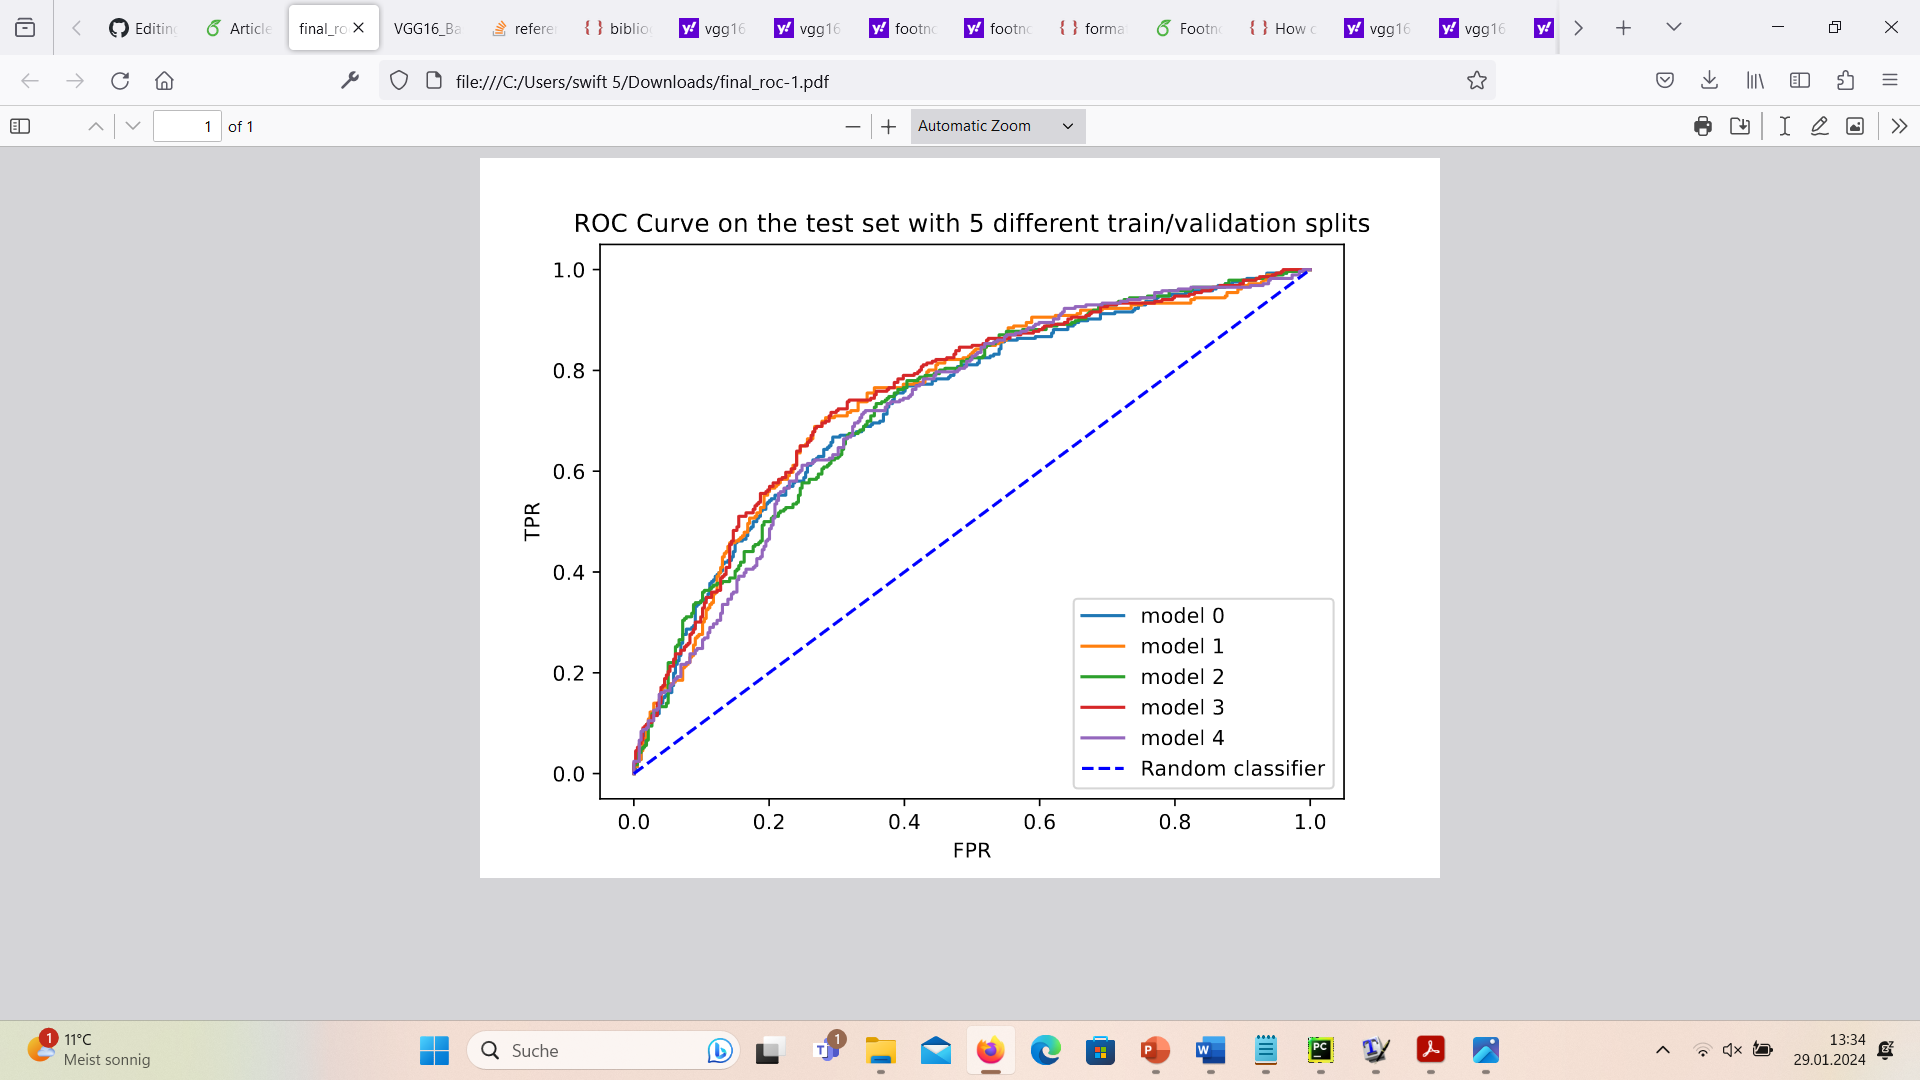 Editin
Article
final_ro
VGG16_Ba
refere
biblio
vgg16
vgg16
footno
footno
forma
Footn
How c
vgg16
vgg16
file:///C:/Users/swift 5/Downloads/final_roc-1.pdf
1 of 1
Automatic Zoom
ROC Curve on the test set with 5 different train/validation splits
1.0
0.8
0.6
0.4
0.2
0.0
TPR
model 0
model 1
model 2
model 3
model 4
Random classifier
0.0 0.2 0.4 0.6 0.8 1.0
FPR
1
11°C
Meist sonnig
Suche
1
13:34
29.01.2024